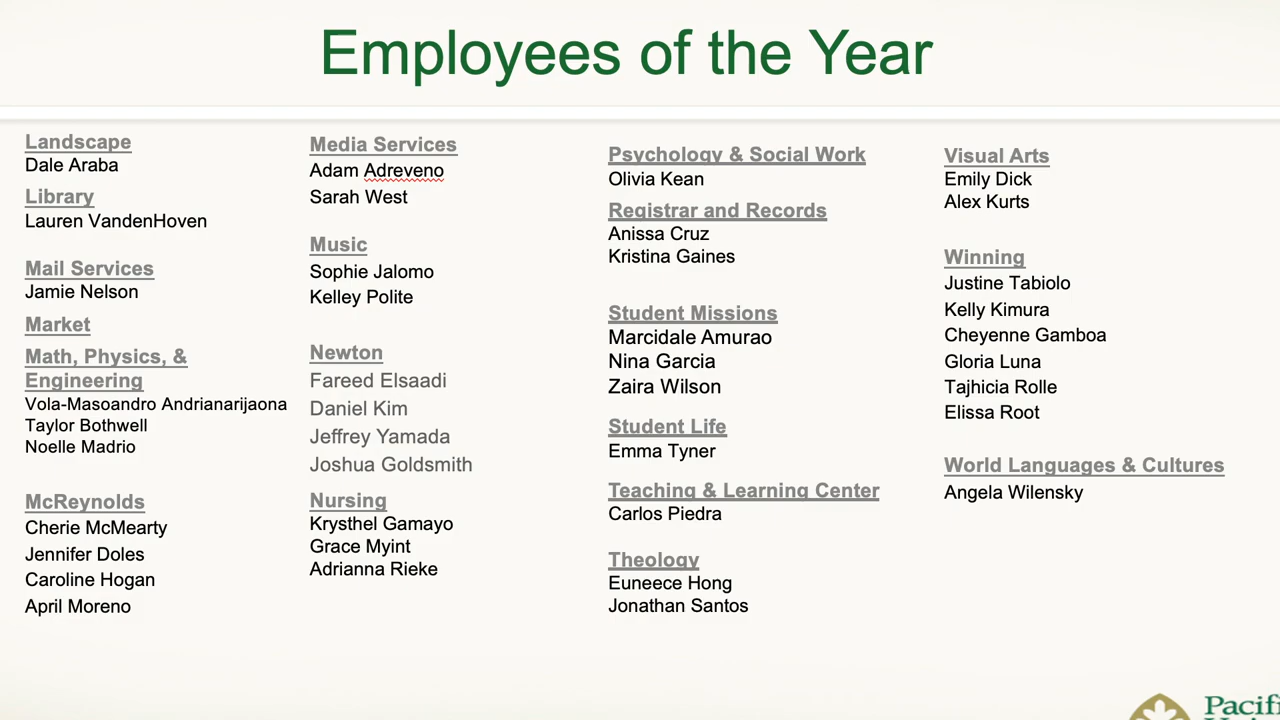 Employees of the Year
Landscape
Dale Araba
Library
Lauren VandenHoven
Mail Services
Jamie Nelson
Market
Math, Physics, &
Engineering
Vola-Masoandro Andrianarijaona
Taylor Bothwell
Noelle Madrio
McReynolds
Cherie McMearty
Jennifer Doles
Caroline Hogan
April Moreno
Media Services
Adam Adreveno
Sarah West
Music
Sophie Jalomo
Kelley Polite
Newton
Fareed Elsaadi
Daniel Kim
Jeffrey Yamada
Joshua Goldsmith
Nursing
Krysthel Gamayo
Grace Myint
Adrianna Rieke
Psychology & Social Work
Olivia Kean
Registrar and Records
Anissa Cruz
Kristina Gaines
Student Missions
Marcidale Amurao
Nina Garcia
Zaira Wilson
Student Life
Emma Tyner
Teaching & Learning Center
Carlos Piedra
Theology
Euneece Hong
Jonathan Santos
Visual Arts
Emily Dick
Alex Kurts
Winning
Justine Tabiolo
Kelly Kimura
Cheyenne Gamboa
Gloria Luna
Tajhicia Rolle
Elissa Root
World Languages & Cultures
Angela Wilensky
Pacifi